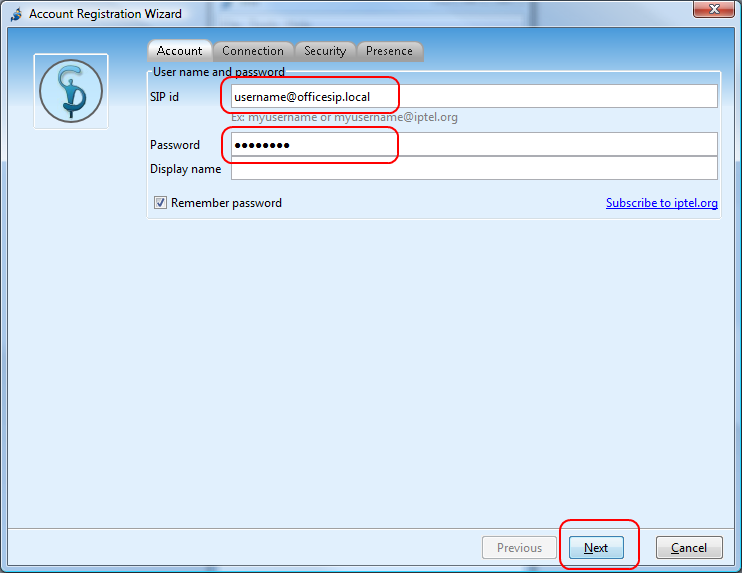 Account Registration Wizard
Account Connection Security Presence
User name and password
SIP id username@officesip.local
Ex: myusername or myusername@iptel.org
Password ●●●●●●●●
Display name
Remember password Subscribe to iptel.org
Previous Next Cancel